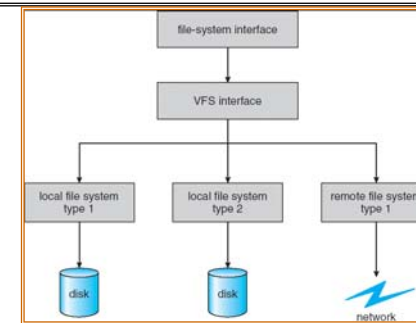 file-system interface
VFS interface
local file system
type 1
local file system
type 2
remote file system
type 1
disk
disk
network